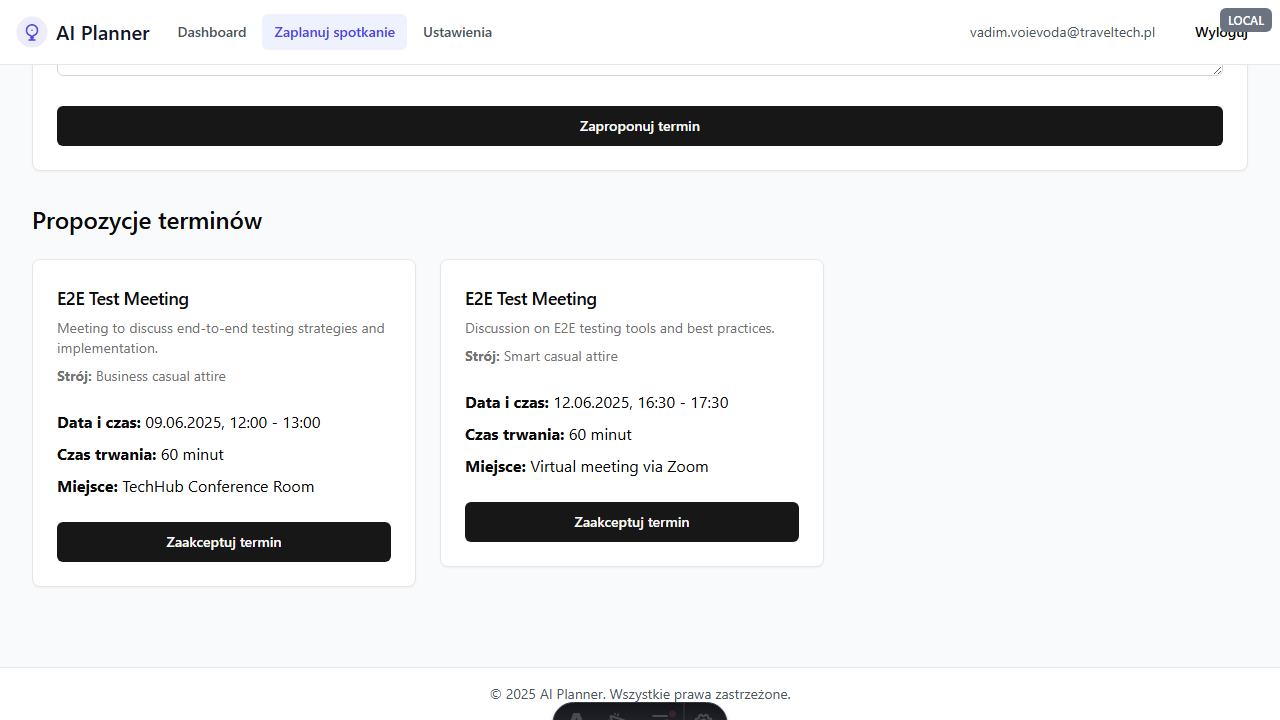 AI Planner Dashboard Zaplanuj spotkanie Ustawienia vadim.voievoda@traveltech.pl Wyloguj LOCAL
Zaproponuj termin
Propozycje terminów
E2E Test Meeting
Meeting to discuss end-to-end testing strategies and
implementation.
Strój: Business casual attire
Data i czas: 09.06.2025, 12:00 - 13:00
Czas trwania: 60 minut
Miejsce: TechHub Conference Room
Zaakceptuj termin
E2E Test Meeting
Discussion on E2E testing tools and best practices.
Strój: Smart casual attire
Data i czas: 12.06.2025, 16:30 - 17:30
Czas trwania: 60 minut
Miejsce: Virtual meeting via Zoom
Zaakceptuj termin
© 2025 AI Planner. Wszystkie prawa zastrzeżone.